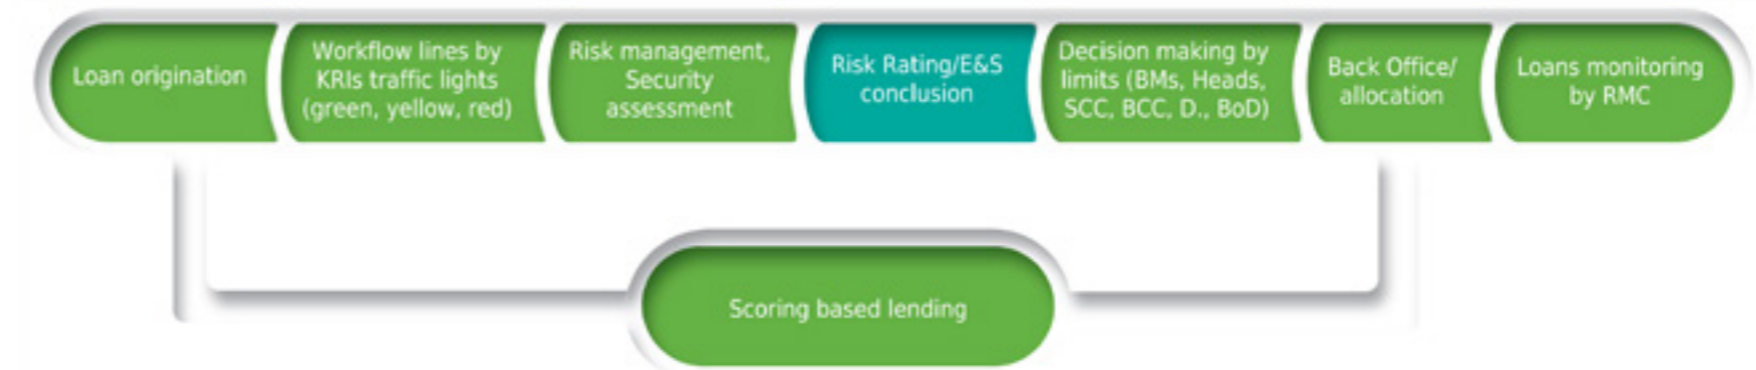 Loan origination
Workflow lines by
KRIs traffic lights
(green, yellow, red)
Risk management,
Security
assessment
Risk Rating/E&S
conclusion
Decision making by
limits (BMs, Heads,
SCC, BCC, D., BoD)
Back Office/
allocation
Loans monitoring
by RMC
Scoring based lending